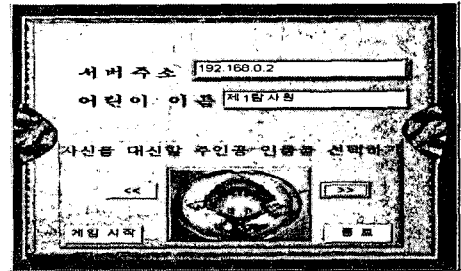 서버주소 192.168.0.2
어린이 이름 제1탐사원
자신을 대신할 주인공 인물을 선택하기
<< >>
게임 시작 종료